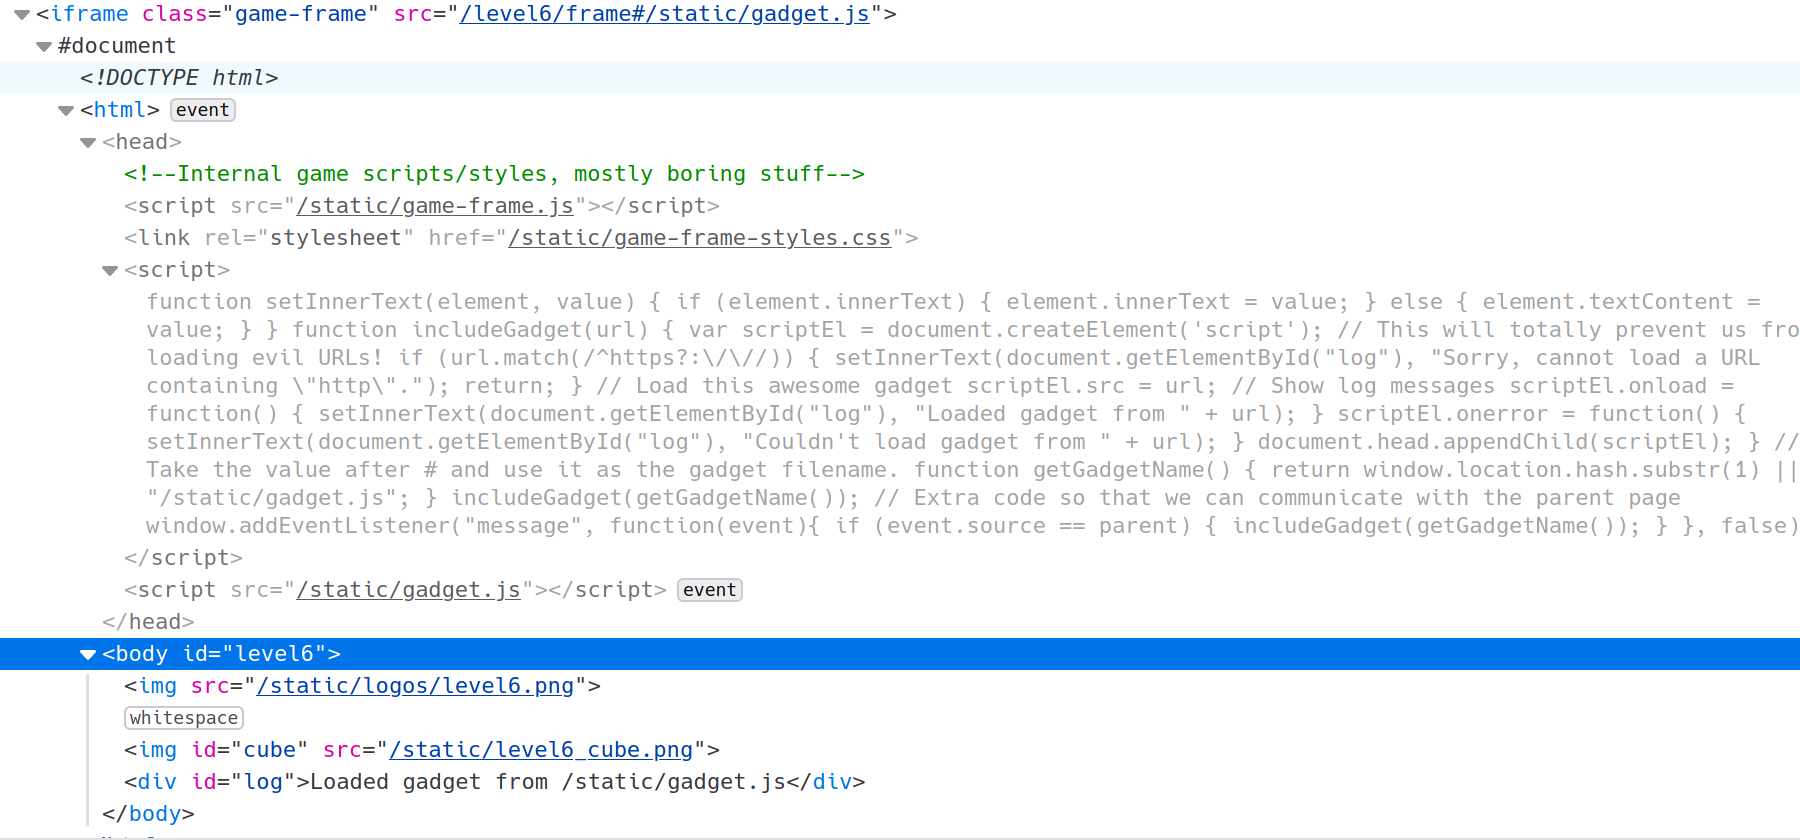 <iframe class="game-frame" src="/level6/frame#/static/gadget.js">
#document
<!DOCTYPE html>
<html> event
<head>
<!--Internal game scripts/styles, mostly boring stuff-->
<script src="/static/game-frame.js"></script>
<link rel="stylesheet" href="/static/game-frame-styles.css">
<script>
function setInnerText(element, value) { if (element.innerText) { element.innerText = value; } else { element.textContent =
value; } } function includeGadget(url) { var scriptEl = document.createElement('script'); // This will totally prevent us fro
loading evil URLs! if (url.match(/^https?:\/\//)) { setInnerText(document.getElementById("log"), "Sorry, cannot load a URL
containing \"http\"."); return; } // Load this awesome gadget scriptEl.src = url; // Show log messages scriptEl.onload =
function() { setInnerText(document.getElementById("log"), "Loaded gadget from " + url); } scriptEl.onerror = function() {
setInnerText(document.getElementById("log"), "Couldn't load gadget from " + url); } document.head.appendChild(scriptEl); } //
Take the value after # and use it as the gadget filename. function getGadgetName() { return window.location.hash.substr(1) ||
"/static/gadget.js"; } includeGadget(getGadgetName()); // Extra code so that we can communicate with the parent page
window.addEventListener("message", function(event){ if (event.source == parent) { includeGadget(getGadgetName()); } }, false)
</script>
<script src="/static/gadget.js"></script> event
</head>
<body id="level6">
<img src="/static/logos/level6.png">
whitespace
<img id="cube" src="/static/level6_cube.png">
<div id="log">Loaded gadget from /static/gadget.js</div>
</body>